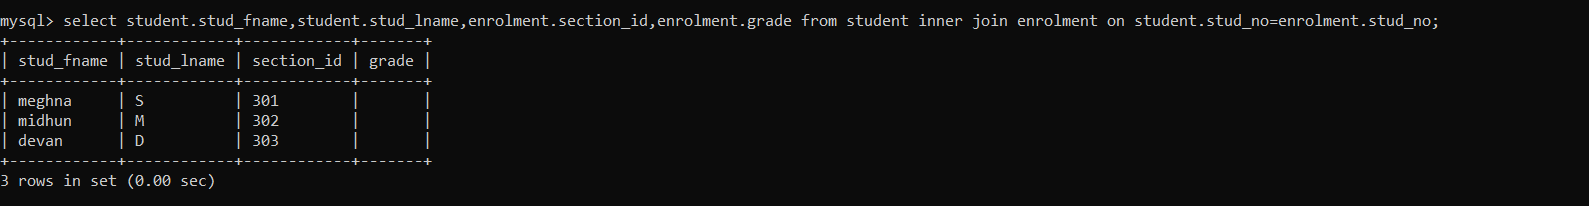 mysql> select student.stud_fname,student.stud_lname,enrolment.section_id,enrolment.grade from student inner join enrolment on student.stud_no=enrolment.stud_no;
+------------+------------+------------+-------+
| stud_fname | stud_lname | section_id | grade |
+------------+------------+------------+-------+
| meghna     | S          | 301        |       |
| midhun     | M          | 302        |       |
| devan      | D          | 303        |       |
+------------+------------+------------+-------+
3 rows in set (0.00 sec)